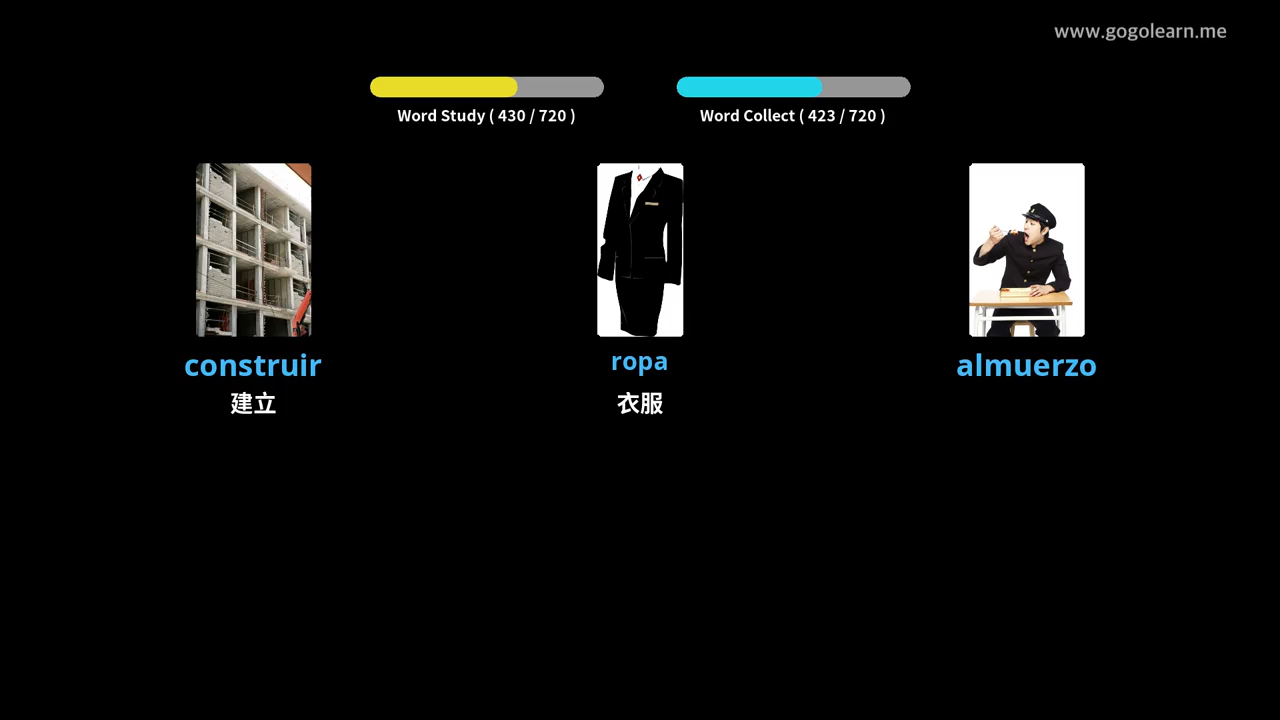 www.gogolearn.me
Word Study ( 430 / 720 )
Word Collect ( 423 / 720 )
construir
ropa
almuerzo
建立
衣服